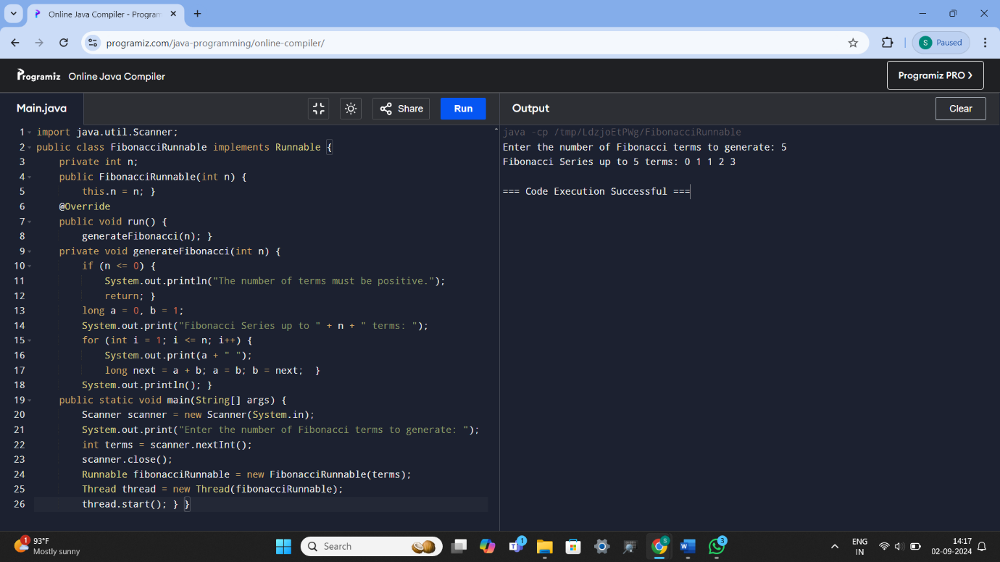 Online Java Compiler - Program
programiz.com/java-programming/online-compiler/
S Paused
Programiz Online Java Compiler
Programiz PRO
Main.java
Share
Run
Output
Clear
1 import java.util.Scanner;
2 public class FibonacciRunnable implements Runnable {
3 private int n;
4 public FibonacciRunnable(int n) {
5 this.n = n; }
6 @Override
7 public void run() {
8 generateFibonacci(n); }
9 private void generateFibonacci(int n) {
10 if (n <= 0) {
11 System.out.println("The number of terms must be positive.");
12 return; }
13 long a = 0, b = 1;
14 System.out.print("Fibonacci Series up to " + n + " terms: ");
15 for (int i = 1; i <= n; i++) {
16 System.out.print(a + " ");
17 long next = a + b; a = b; b = next; }
18 System.out.println(); }
19 public static void main(String[] args) {
20 Scanner scanner = new Scanner(System.in);
21 System.out.print("Enter the number of Fibonacci terms to generate: ");
22 int terms = scanner.nextInt();
23 scanner.close();
24 Runnable fibonacciRunnable = new FibonacciRunnable(terms);
25 Thread thread = new Thread(fibonacciRunnable);
26 thread.start(); } }
java -cp /tmp/LdzjoEtPWg/FibonacciRunnable
Enter the number of Fibonacci terms to generate: 5
Fibonacci Series up to 5 terms: 0 1 1 2 3
=== Code Execution Successful ===
1
93°F
Mostly sunny
Search
1
S
3
ENG
IN
14:17
02-09-2024